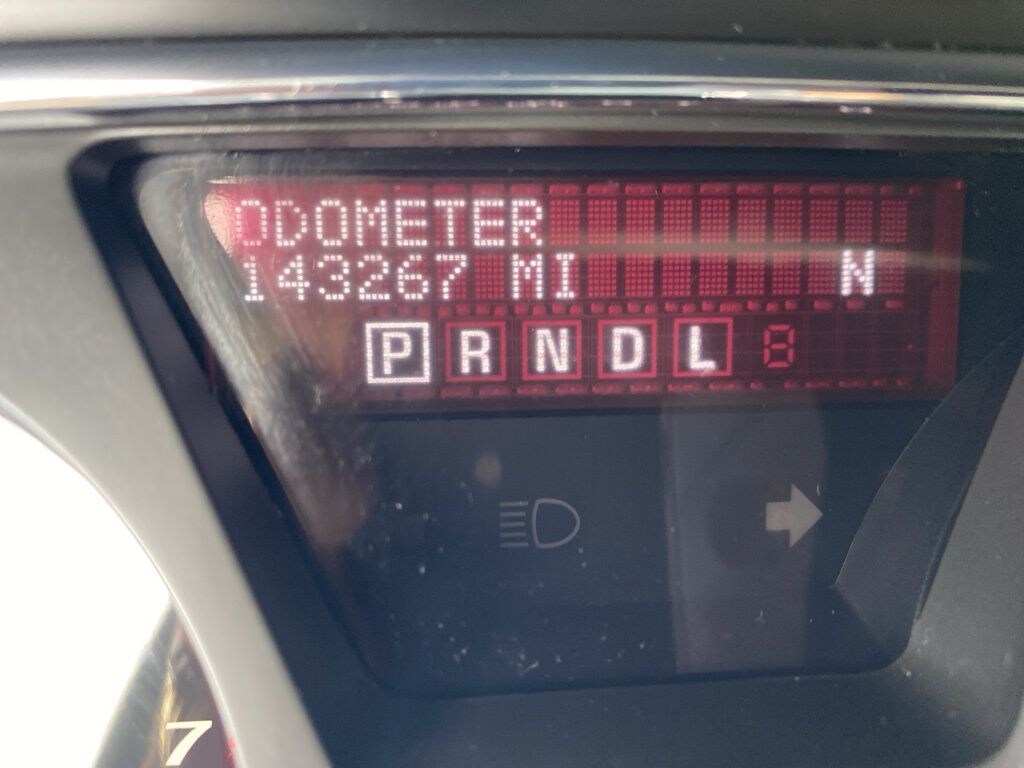 ODOMETER
143267 MI N
P R N D L 8
7